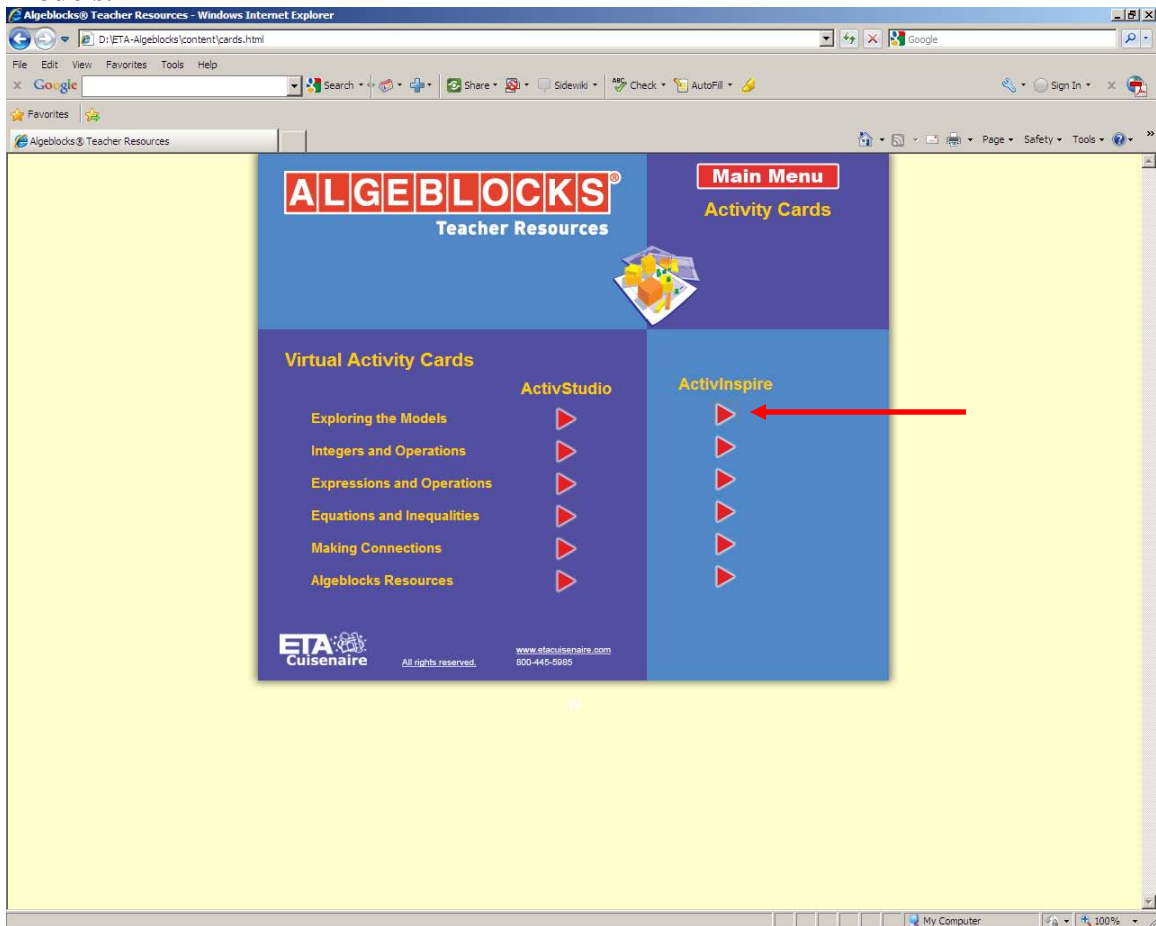 Algeblocks® Teacher Resources - Windows Internet Explorer
D:\ETA-Algeblocks\content\cards.html
Google
File Edit View Favorites Tools Help
x Google Search Share Sidewiki ABC Check AutoFill Sign In x
Favorites
Algeblocks® Teacher Resources
Page Safety Tools »
ALGEBLOCKS®
Teacher Resources
Main Menu
Activity Cards
Virtual Activity Cards
ActivStudio ActivInspire
Exploring the Models
Integers and Operations
Expressions and Operations
Equations and Inequalities
Making Connections
Algeblocks Resources
ETA
Cuisenaire
All rights reserved.
www.etacuisenaire.com
800-445-5985
My Computer 100%